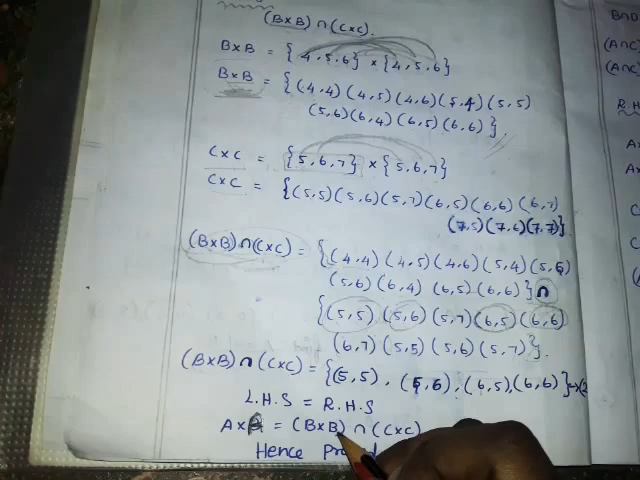 (B×B) ∩ (C×C).
B×B = { 4,5,6} × {4,5,6}
B×B = {(4,4) (4,5) (4,6) (5,4) (5,5)
(5,6) (6,4) (6,5) (6,6)}
C×C = {5,6,7} × {5,6,7}
C×C = {(5,5) (5,6) (5,7) (6,5) (6,6) (6,7)
(7,5) (7,6) (7,7)}
(B×B) ∩ (C×C) = {(4,4) (4,5) (4,6) (5,4) (5,5)
(5,6) (6,4) (6,5) (6,6)} ∩
{(5,5) (5,6) (5,7) (6,5) (6,6)
(6,7) (5,5) (5,6) (5,7)}.
(B×B) ∩ (C×C) = {(5,5), (5,6), (6,5), (6,6)}
L.H.S = R.H.S
A× = (B×B) ∩ (C×C)
Hence
B∩
(A∩C)
(A∩
R.H
A×
A×
C
C